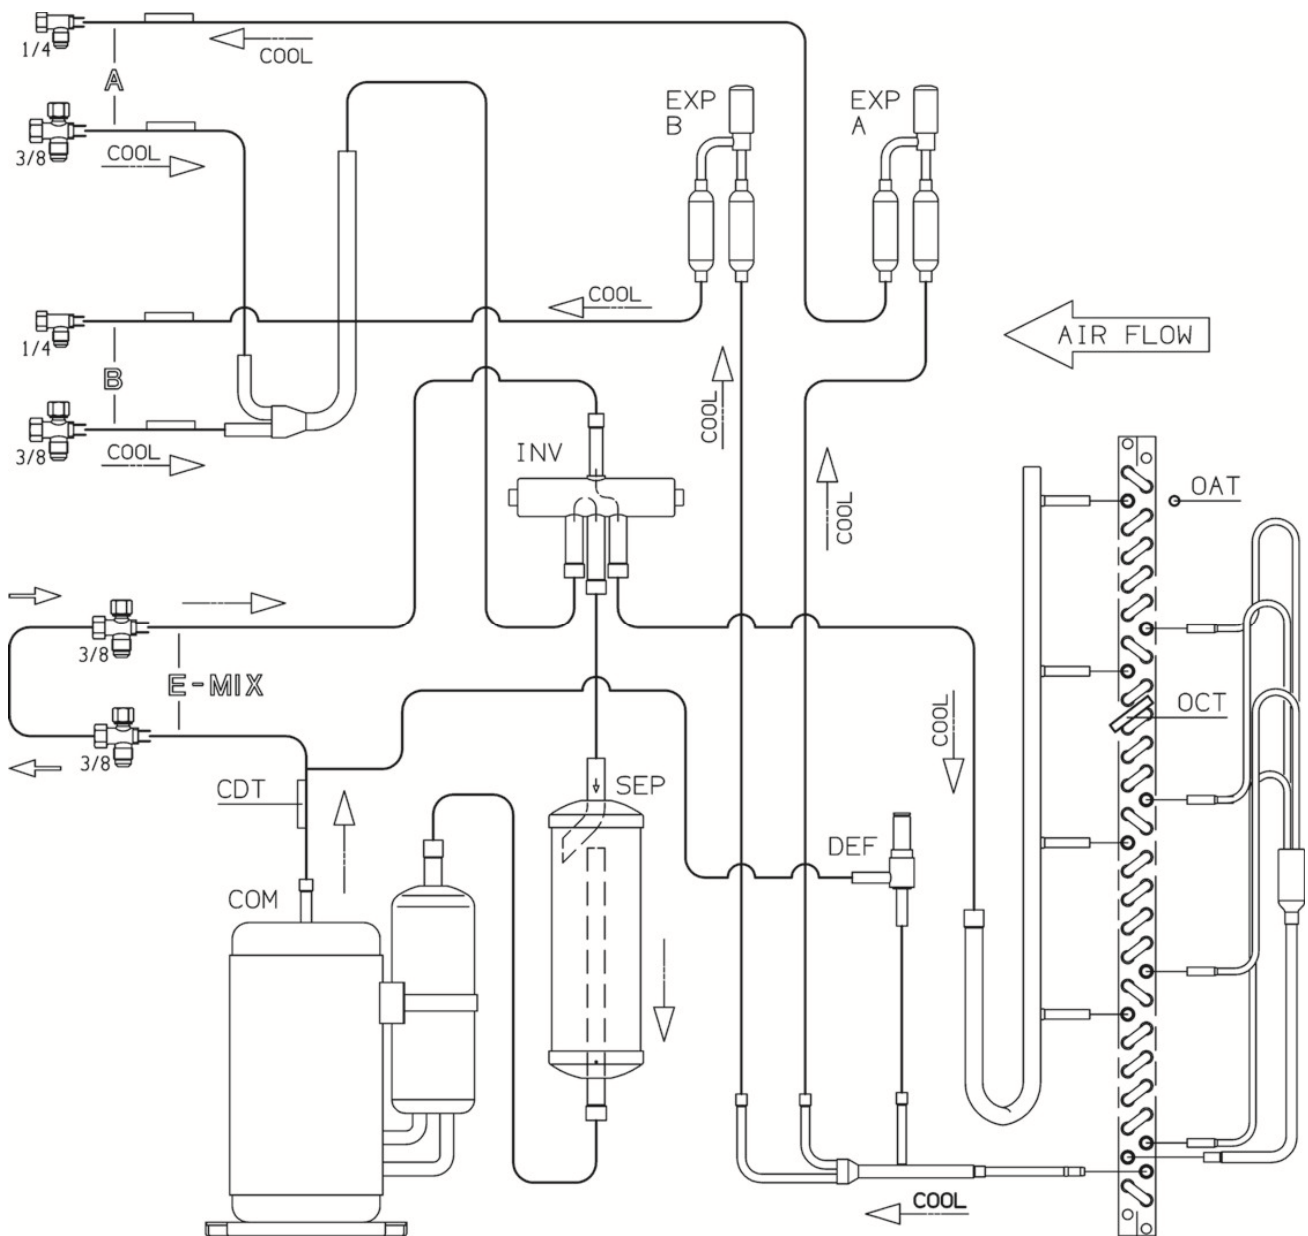 1/4
COOL
A
EXP
B
EXP
A
3/8
COOL
COOL
1/4
AIR FLOW
B
COOL
3/8
COOL
INV
COOL
OAT
3/8
E-MIX
COOL
OCT
3/8
CDT
SEP
DEF
COM
COOL